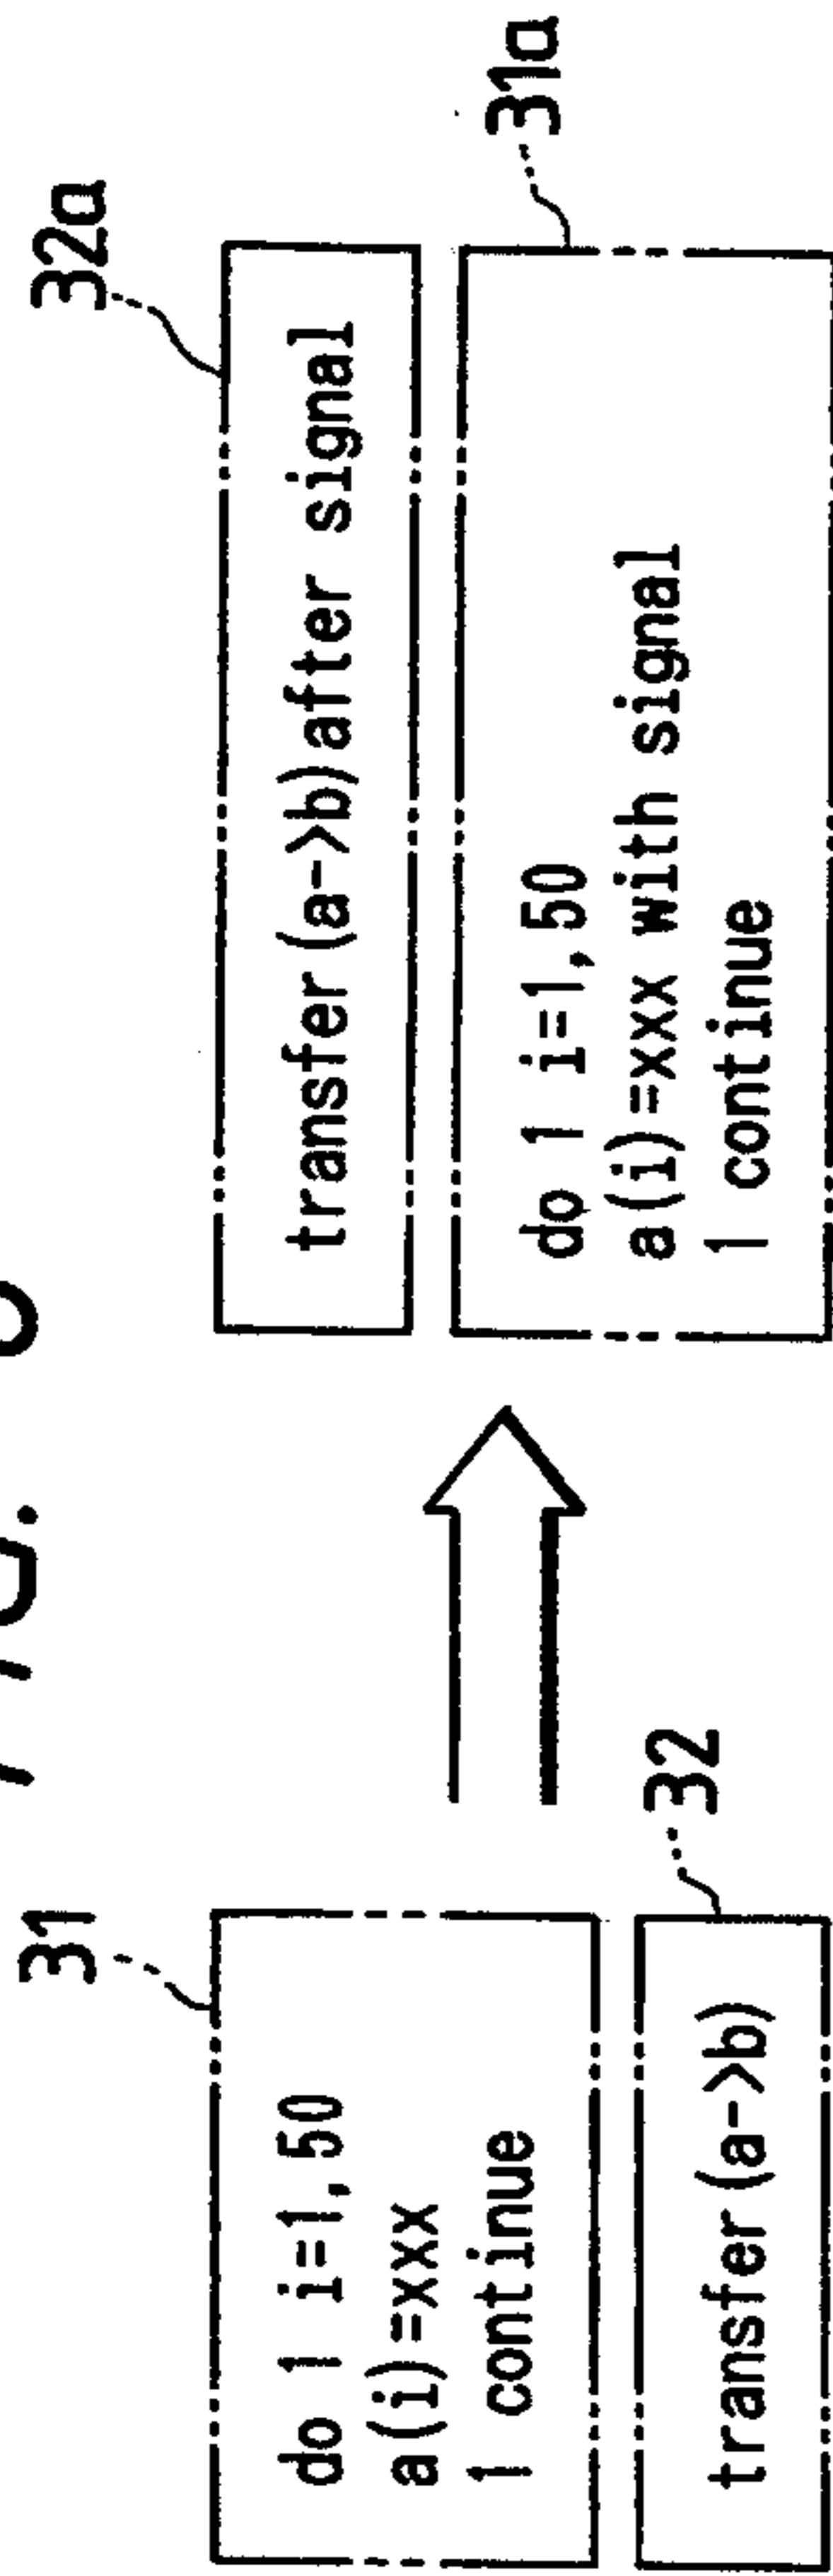 FIG.
31
do 1 i=1,50
a(i)=xxx
1 continue
transfer(a->b)
32
32a
transfer(a->b)after signal
do 1 i=1,50
a(i)=xxx with signal
1 continue
31a